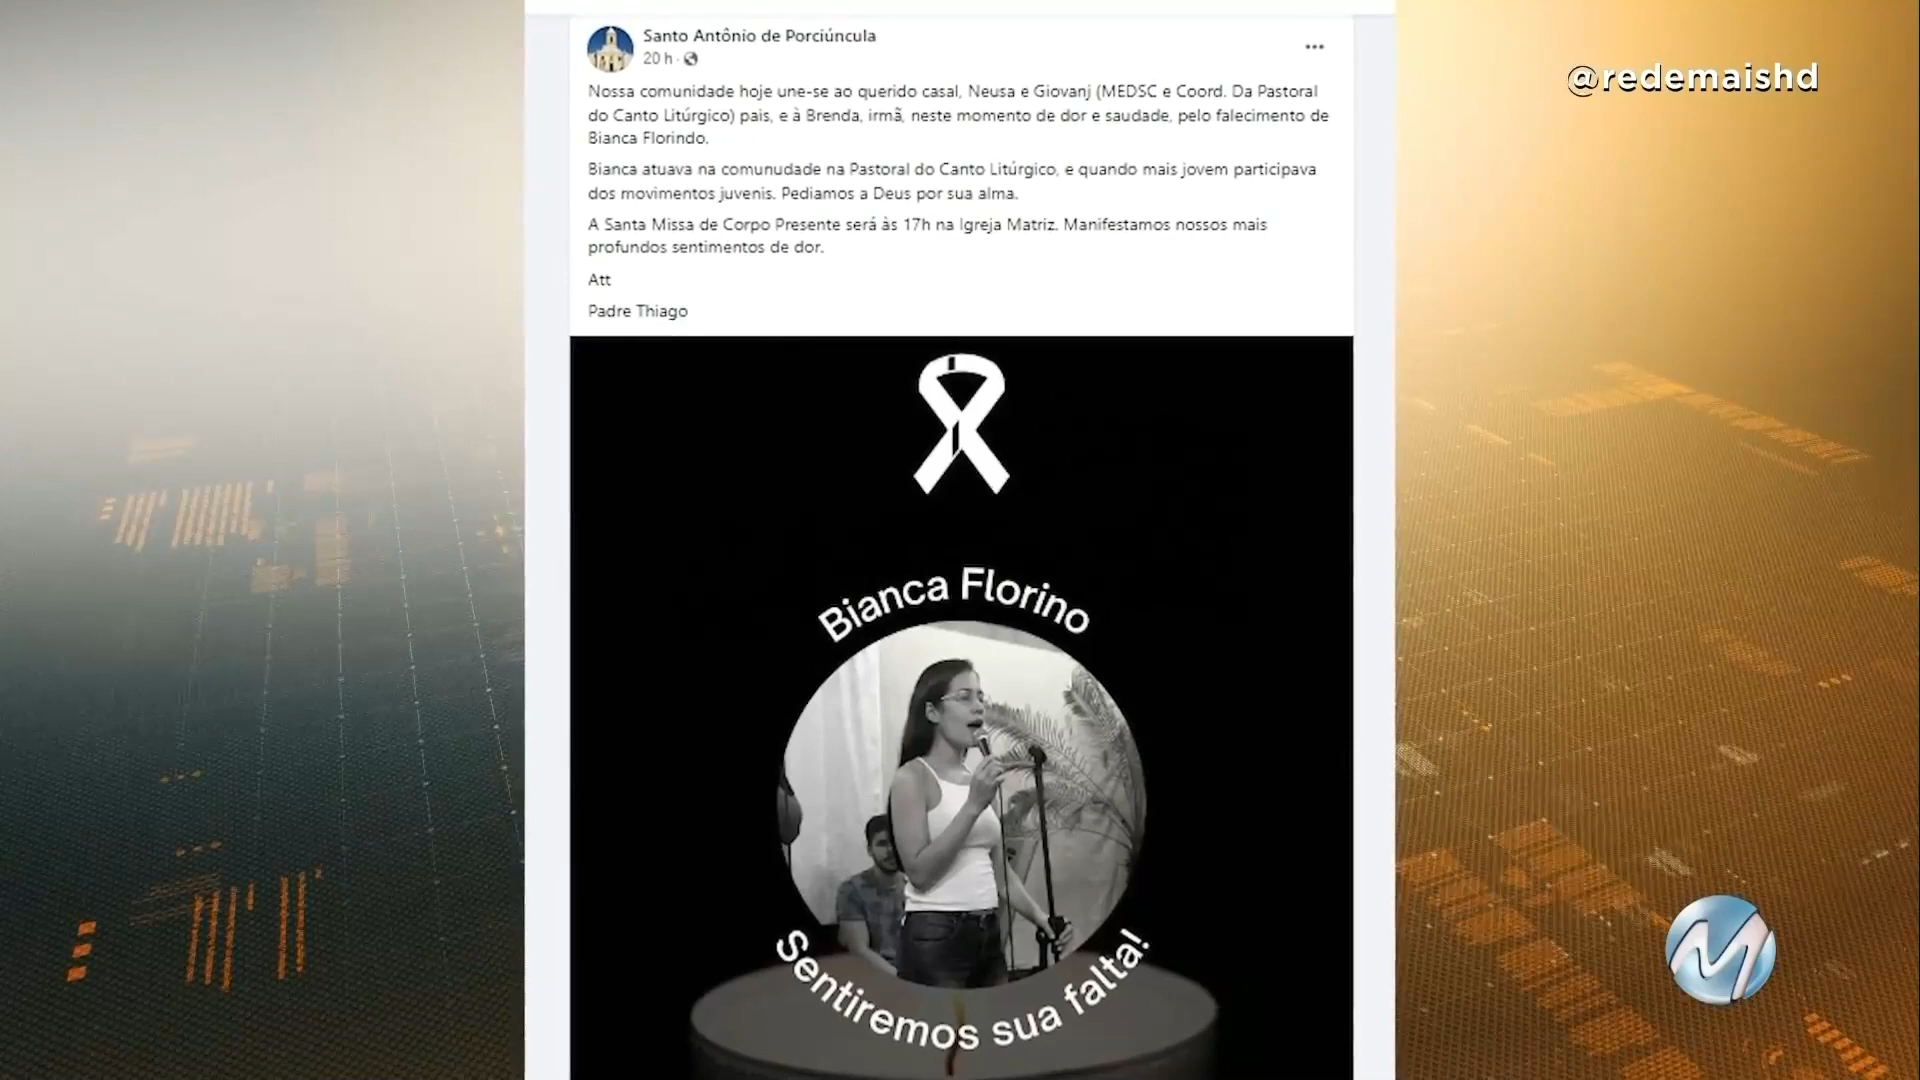 Santo Antônio de Porciúncula
20 h ·
@redemaishd
Nossa comunidade hoje une-se ao querido casal, Neusa e Giovanj (MEDSC e Coord. Da Pastoral
do Canto Litúrgico) pais, e à Brenda, irmã, neste momento de dor e saudade, pelo falecimento de
Bianca Florindo.
Bianca atuava na comunudade na Pastoral do Canto Litúrgico, e quando mais jovem participava
dos movimentos juvenis. Pediamos a Deus por sua alma.
A Santa Missa de Corpo Presente será às 17h na Igreja Matriz. Manifestamos nossos mais
profundos sentimentos de dor.
Att
Padre Thiago
Bianca Florino
Sentiremos sua falta!
M